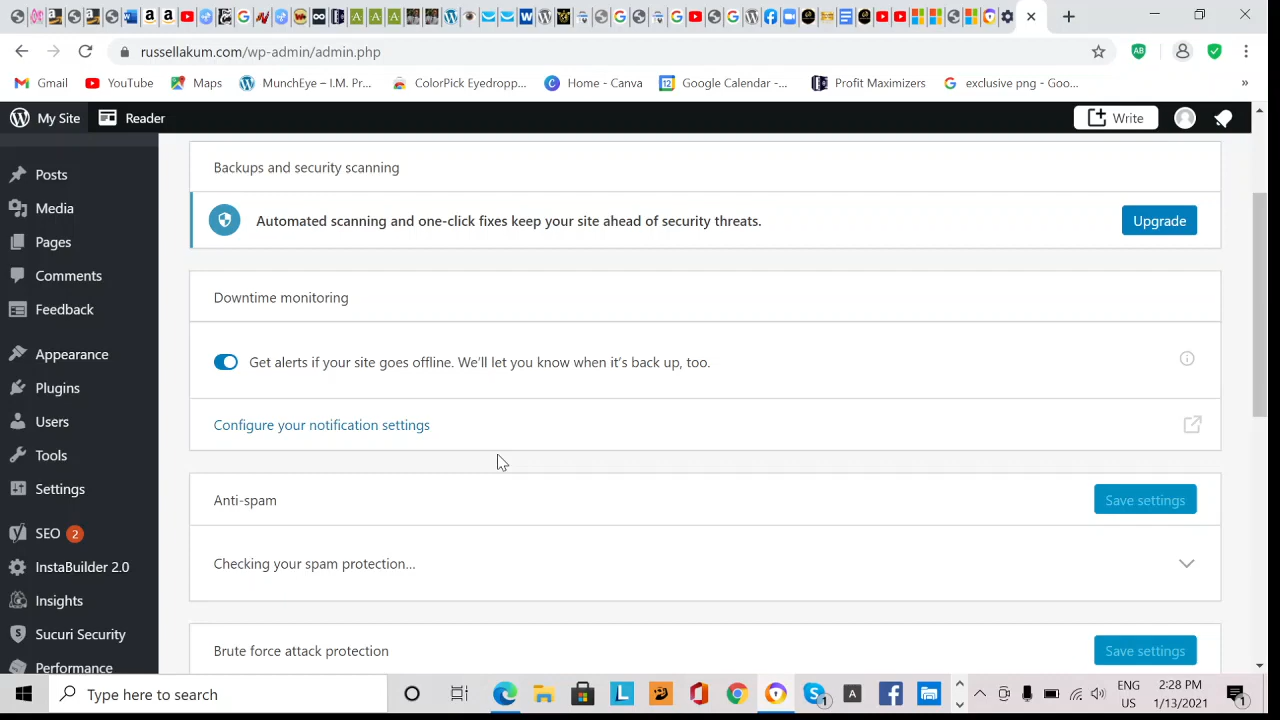 russellakum.com/wp-admin/admin.php
Gmail
YouTube
Maps
MunchEye – I.M. Pr...
ColorPick Eyedropp...
Home - Canva
Google Calendar -...
Profit Maximizers
exclusive png - Goo...
»
My Site
Reader
Write
Posts
Media
Pages
Comments
Feedback
Appearance
Plugins
Users
Tools
Settings
SEO 2
InstaBuilder 2.0
Insights
Sucuri Security
Performance
Backups and security scanning
Automated scanning and one-click fixes keep your site ahead of security threats.
Upgrade
Downtime monitoring
Get alerts if your site goes offline. We'll let you know when it's back up, too.
Configure your notification settings
Anti-spam
Save settings
Checking your spam protection...
Brute force attack protection
Save settings
Type here to search
ENG
US
2:28 PM
1/13/2021